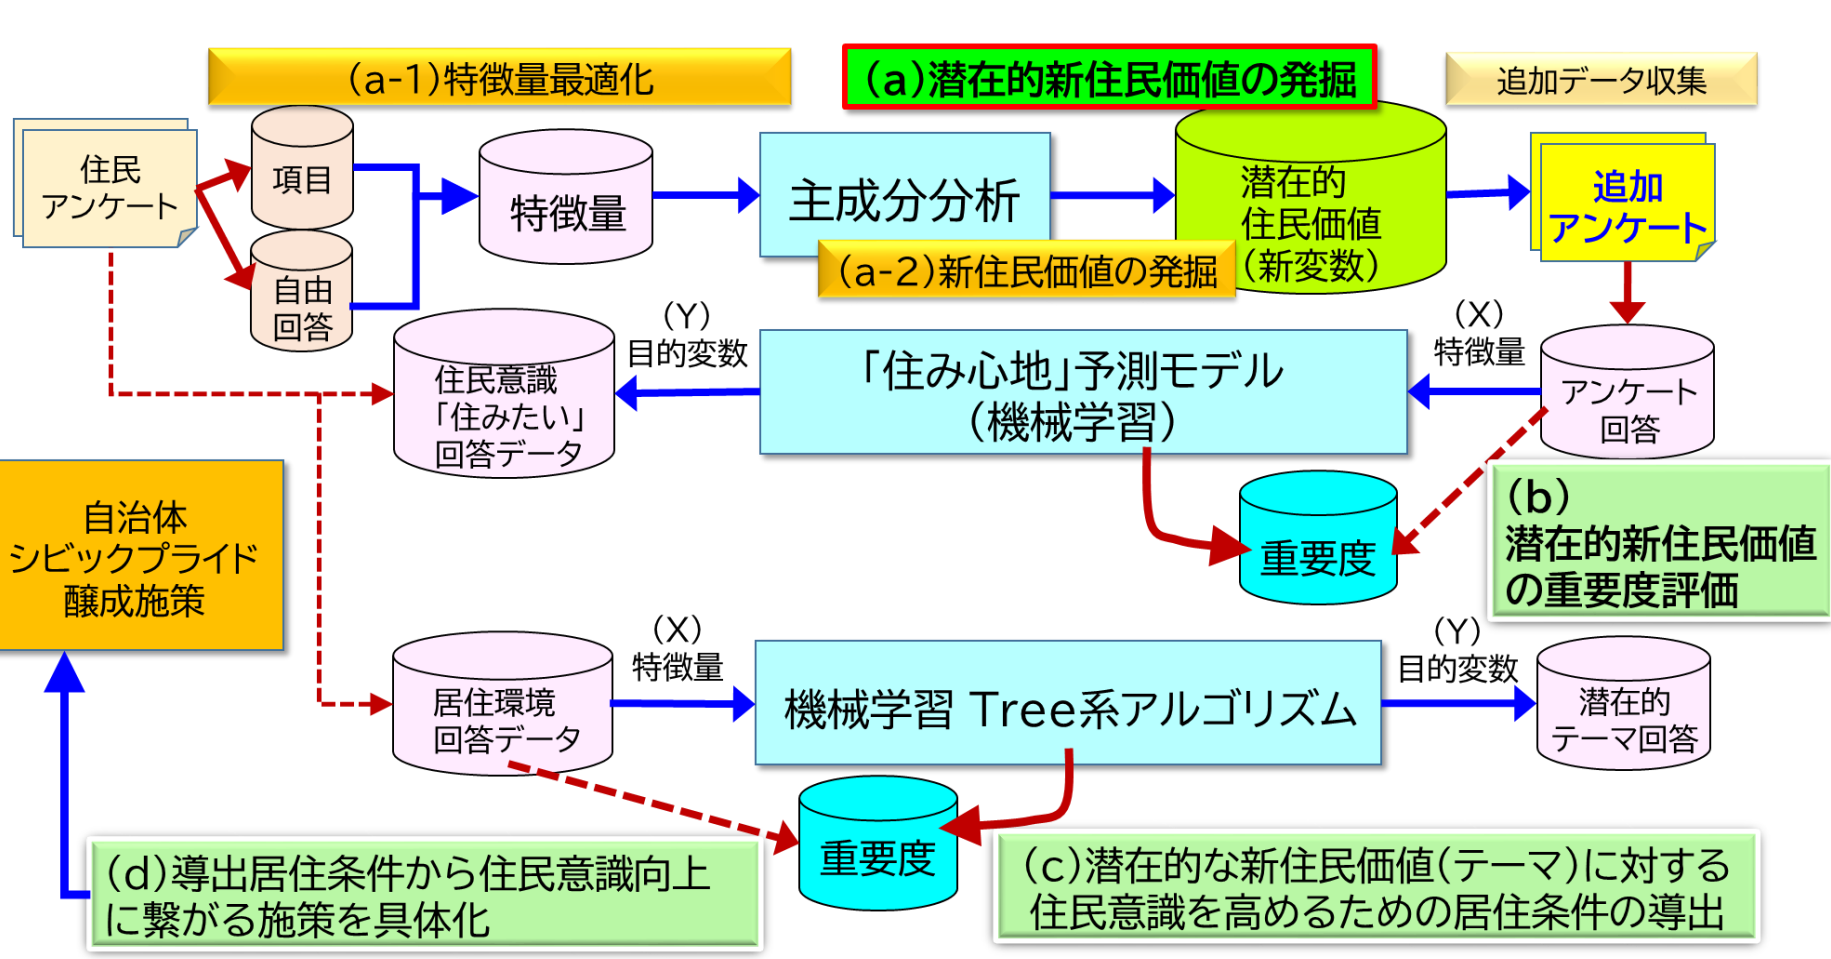 (a-1)特徴量最適化
(a)潜在的新住民価値の発掘
追加データ収集
住民
アンケート
項目
自由
回答
特徴量
主成分分析
(a-2)新住民価値の発掘
潜在的
住民価値
(新変数)
追加
アンケート
住民意識
「住みたい」
回答データ
(Y)
目的変数
「住み心地」予測モデル
(機械学習)
(X)
特徴量
アンケート
回答
重要度
(b)
潜在的新住民価値
の重要度評価
自治体
シビックプライド
醸成施策
居住環境
回答データ
(X)
特徴量
機械学習 Tree系アルゴリズム
(Y)
目的変数
潜在的
テーマ回答
重要度
(c)潜在的な新住民価値(テーマ)に対する
住民意識を高めるための居住条件の導出
(d)導出居住条件から住民意識向上
に繋がる施策を具体化